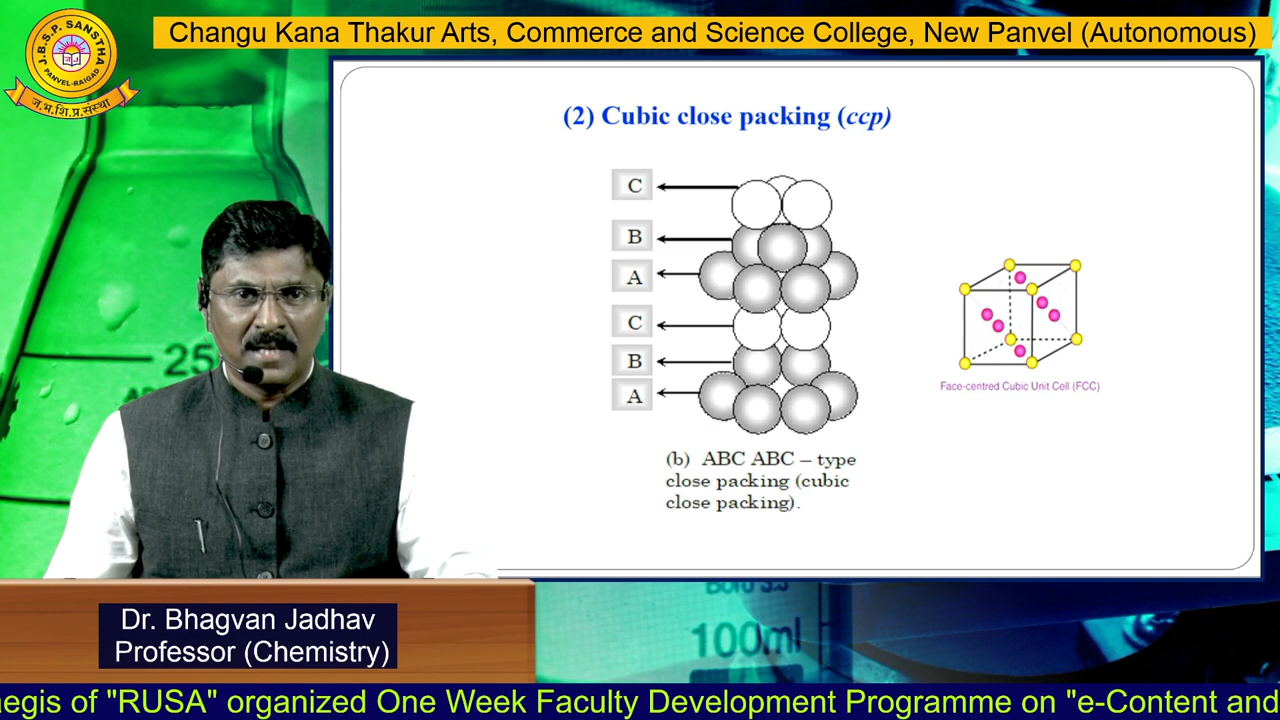 J.B.S.P. SANSTHA
PANVEL-RAIGAD
ज.भ.शि.प्र.संस्था
Changu Kana Thakur Arts, Commerce and Science College, New Panvel (Autonomous)
(2) Cubic close packing (ccp)
C
B
A
C
B
A
Face-centred Cubic Unit Cell (FCC)
(b) ABC ABC – type
close packing (cubic
close packing).
25
100ml
Dr. Bhagvan Jadhav
Professor (Chemistry)
aegis of "RUSA" organized One Week Faculty Development Programme on "e-Content and